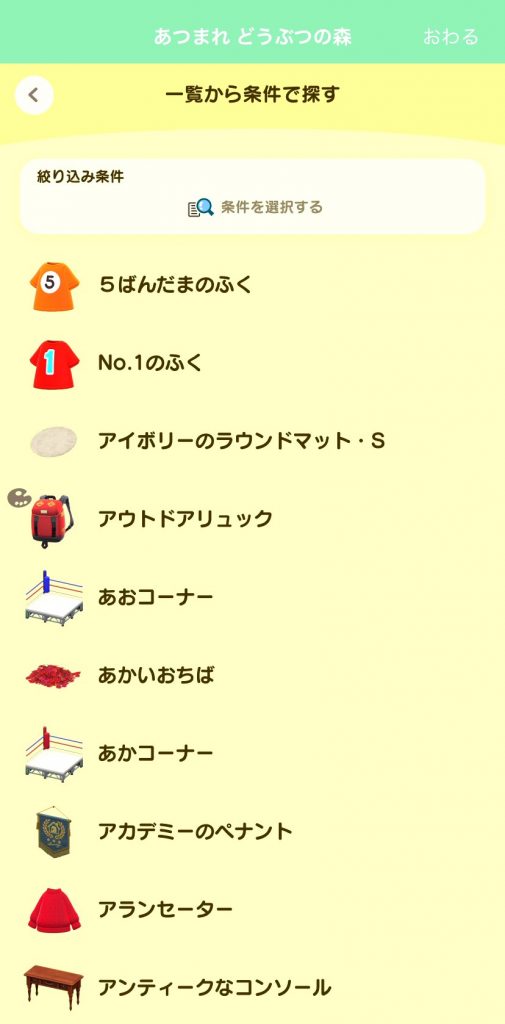 あつまれ どうぶつの森
おわる
一覧から条件で探す
絞り込み条件
条件を選択する
5
5ばんだまのふく
1
No.1のふく
アイボリーのラウンドマット・S
アウトドアリュック
あおコーナー
あかいおちば
あかコーナー
アカデミーのペナント
アランセーター
アンティークなコンソール